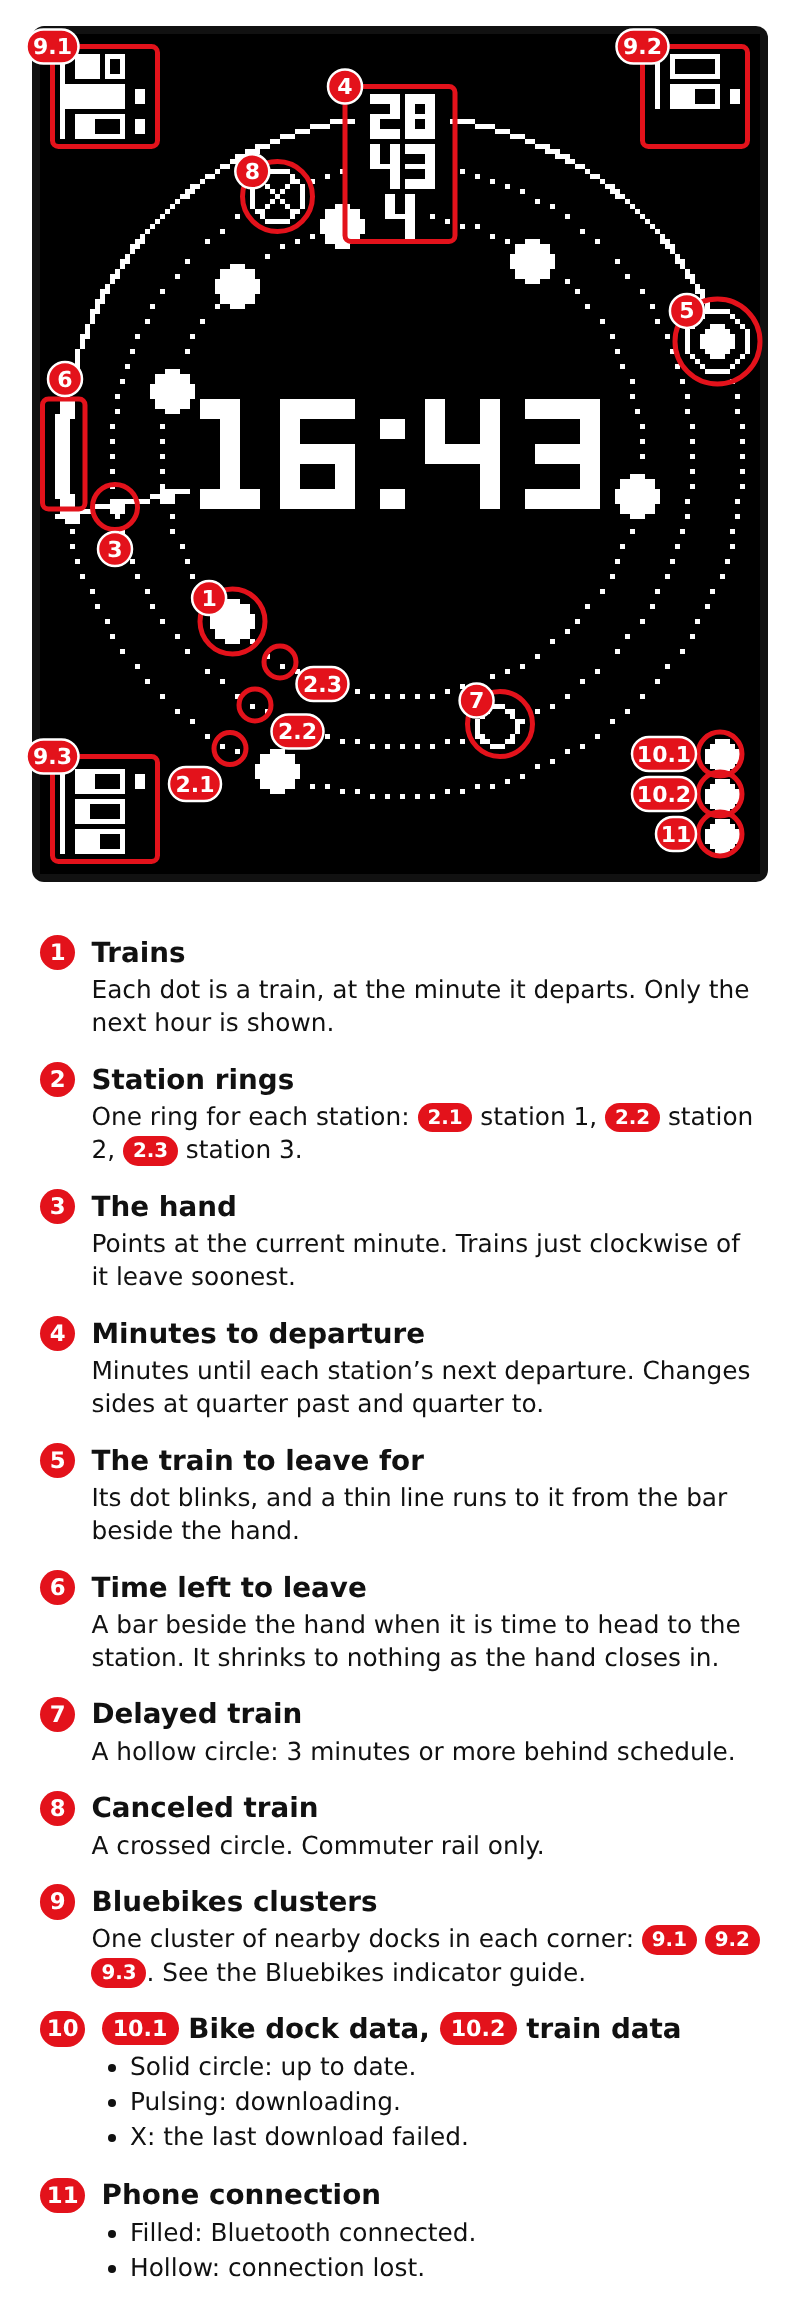 9.1
9.2
4
28
43
4
8
5
6
16:43
3
1
2.3
7
2.2
9.3
2.1
10.1
10.2
11
1 Trains
Each dot is a train, at the minute it departs. Only the
next hour is shown.
2 Station rings
One ring for each station: 2.1 station 1, 2.2 station
2, 2.3 station 3.
3 The hand
Points at the current minute. Trains just clockwise of
it leave soonest.
4 Minutes to departure
Minutes until each station’s next departure. Changes
sides at quarter past and quarter to.
5 The train to leave for
Its dot blinks, and a thin line runs to it from the bar
beside the hand.
6 Time left to leave
A bar beside the hand when it is time to head to the
station. It shrinks to nothing as the hand closes in.
7 Delayed train
A hollow circle: 3 minutes or more behind schedule.
8 Canceled train
A crossed circle. Commuter rail only.
9 Bluebikes clusters
One cluster of nearby docks in each corner: 9.1 9.2
9.3. See the Bluebikes indicator guide.
10 10.1 Bike dock data, 10.2 train data
• Solid circle: up to date.
• Pulsing: downloading.
• X: the last download failed.
11 Phone connection
• Filled: Bluetooth connected.
• Hollow: connection lost.